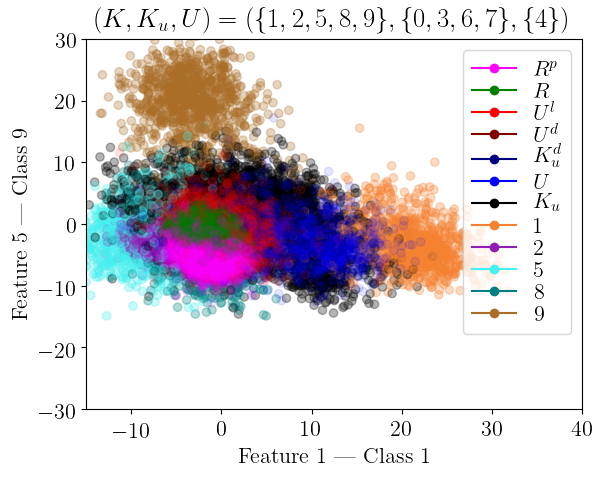 (K, K_u, U) = ({1, 2, 5, 8, 9}, {0, 3, 6, 7}, {4})
30
20
10
0
−10
−20
−30
Feature 5 — Class 9
R^p
R
U^l
U^d
K_u^d
U
K_u
1
2
5
8
9
−10
0
10
20
30
40
Feature 1 — Class 1